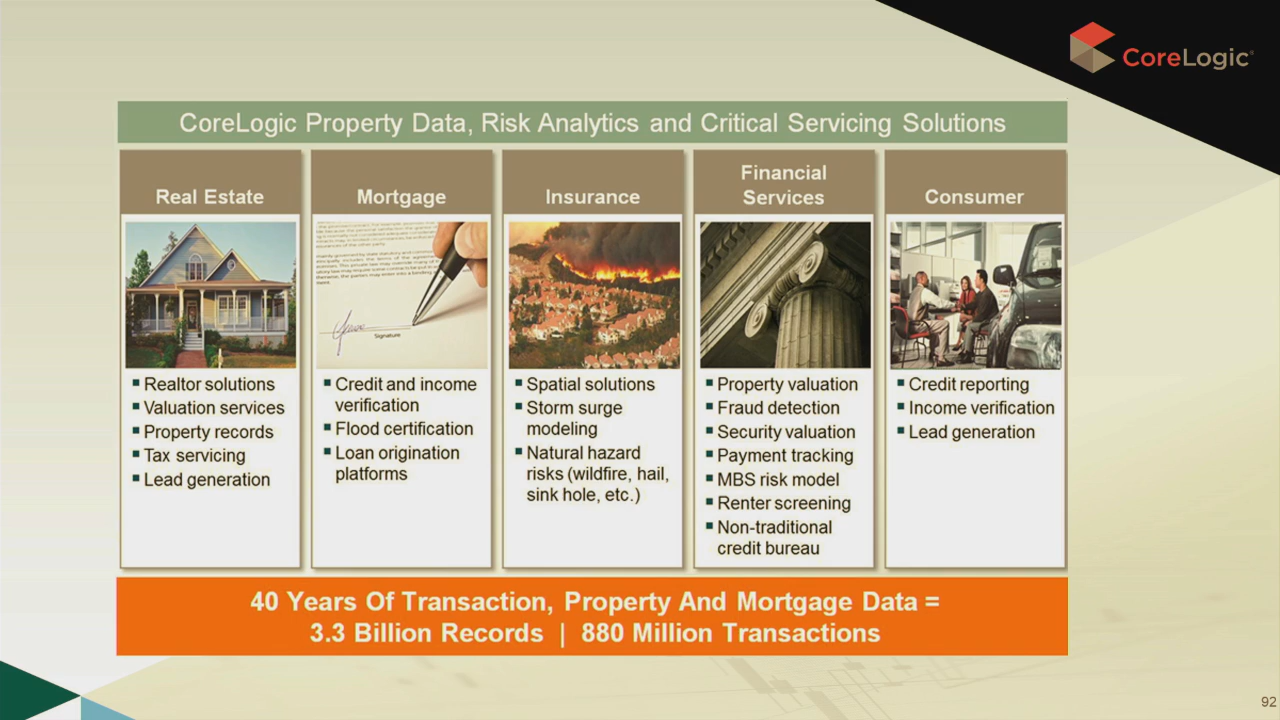 CoreLogic
CoreLogic Property Data, Risk Analytics and Critical Servicing Solutions
Real Estate
Signature
▪ Realtor solutions
▪ Valuation services
▪ Property records
▪ Tax servicing
▪ Lead generation
Mortgage
▪ Credit and income
verification
▪ Flood certification
▪ Loan origination
platforms
Insurance
▪ Spatial solutions
▪ Storm surge
modeling
▪ Natural hazard
risks (wildfire, hail,
sink hole, etc.)
Financial
Services
▪ Property valuation
▪ Fraud detection
▪ Security valuation
▪ Payment tracking
▪ MBS risk model
▪ Renter screening
▪ Non-traditional
credit bureau
Consumer
▪ Credit reporting
▪ Income verification
▪ Lead generation
40 Years Of Transaction, Property And Mortgage Data =
3.3 Billion Records | 880 Million Transactions
92